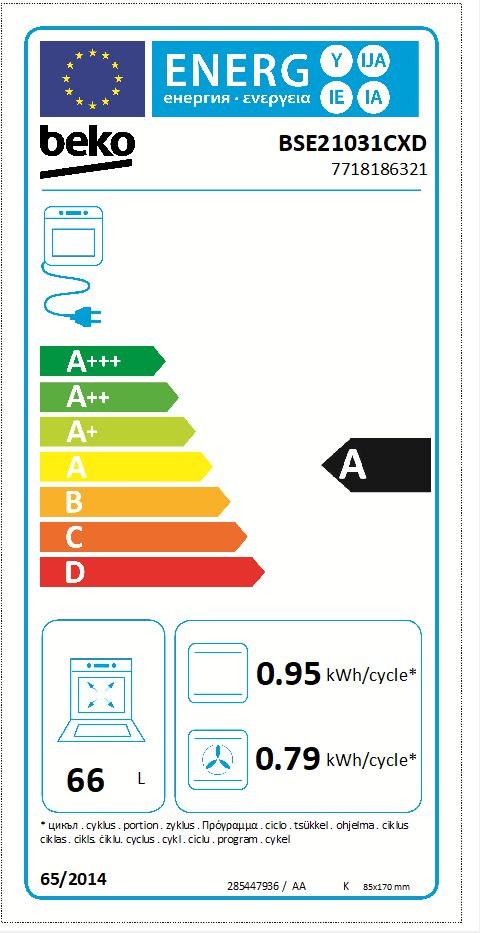 ENERG Y IJA
енергия · ενεργεια IE IA
beko BSE21031CXD
7718186321
A+++
A++
A+
A A
B
C
D
0.95 kWh/cycle*
66 L 0.79 kWh/cycle*
* цикъл . cyklus . portion . zyklus . Πρόγραμμα . ciclo . tsükkel . ohjelma . ciklus
ciklas . cikls. ċiklu. cyclus . cykl . ciclu . program . cykel
65/2014
285447936 / AA K 85x170 mm